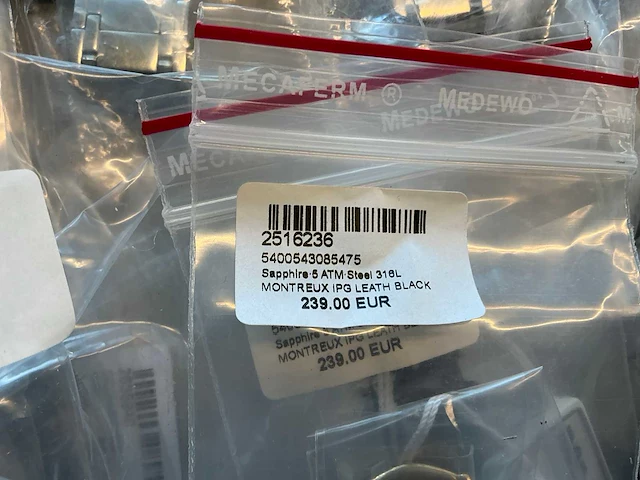 MECAFERM ®
MEDEWO
MEDEWO
MECAFERM
2516236
5400543085475
Sapphire·5 ATM·Steel 316L
MONTREUX IPG LEATH BLACK
239.00 EUR
Sapphire
MONTREUX IPG LEATH
239.00 EUR